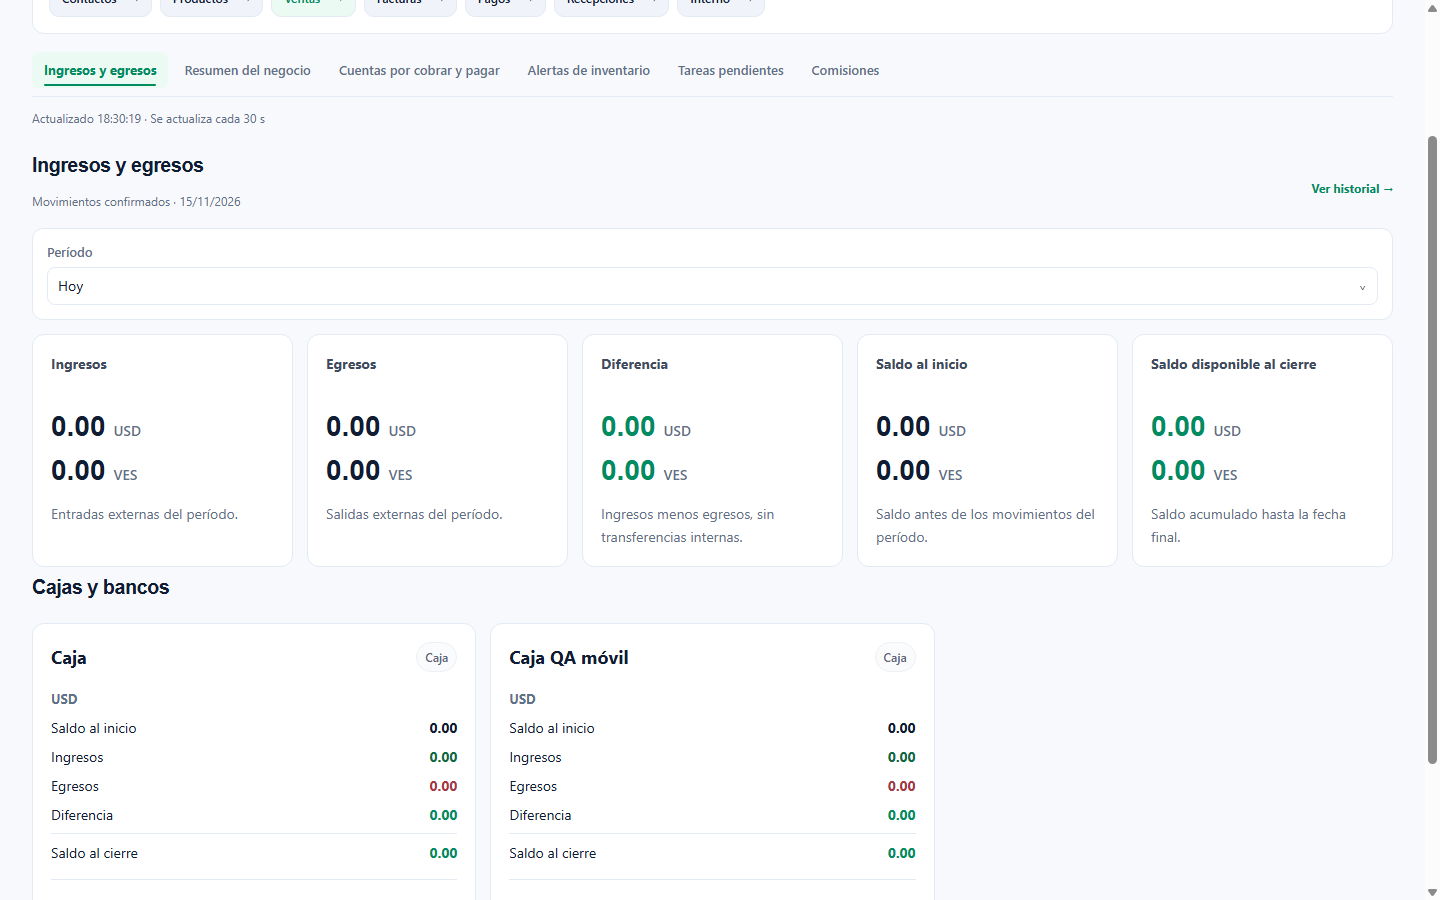 Contactos Productos Ventas Facturas Pagos Recepciones Interno
Ingresos y egresos Resumen del negocio Cuentas por cobrar y pagar Alertas de inventario Tareas pendientes Comisiones
Actualizado 18:30:19 · Se actualiza cada 30 s
Ingresos y egresos
Ver historial →
Movimientos confirmados · 15/11/2026
Período
Hoy
Ingresos
0.00 USD
0.00 VES
Entradas externas del período.
Egresos
0.00 USD
0.00 VES
Salidas externas del período.
Diferencia
0.00 USD
0.00 VES
Ingresos menos egresos, sin
transferencias internas.
Saldo al inicio
0.00 USD
0.00 VES
Saldo antes de los movimientos del
período.
Saldo disponible al cierre
0.00 USD
0.00 VES
Saldo acumulado hasta la fecha
final.
Cajas y bancos
Caja Caja
USD
Saldo al inicio 0.00
Ingresos 0.00
Egresos 0.00
Diferencia 0.00
Saldo al cierre 0.00
Caja QA móvil Caja
USD
Saldo al inicio 0.00
Ingresos 0.00
Egresos 0.00
Diferencia 0.00
Saldo al cierre 0.00